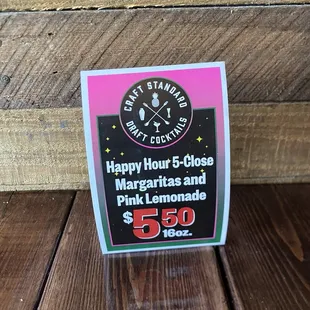 CRAFT STANDARD
DRAFT COCKTAILS
Happy Hour 5-Close
Margaritas and
Pink Lemonade
$5.50
16oz.